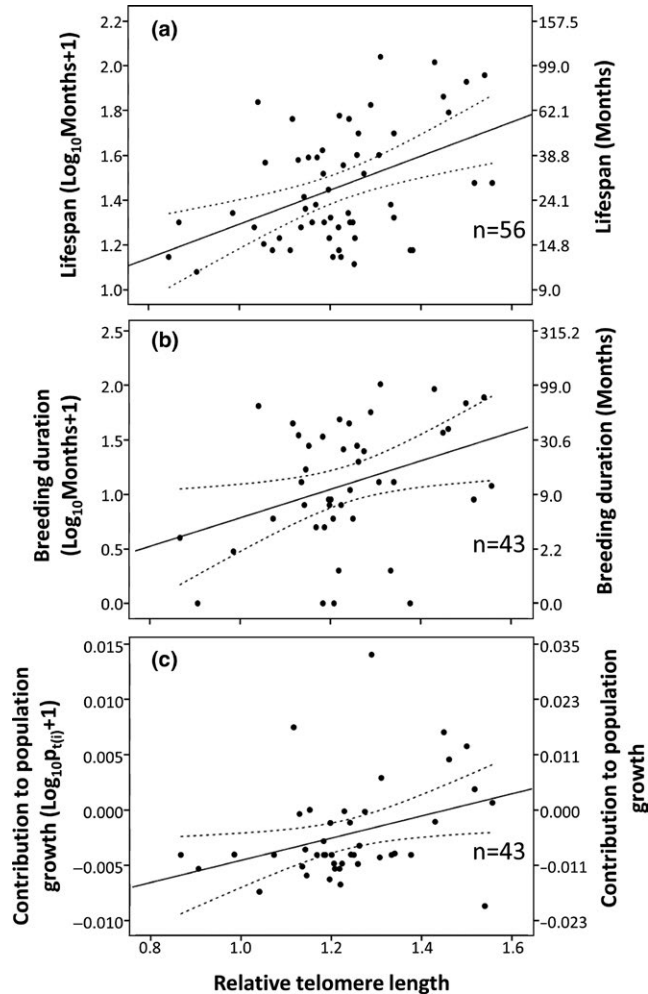 (a)
Lifespan (Log10Months+1)
2.2
2.0
1.8
1.6
1.4
1.2
1.0
157.5
99.0
62.1
38.8
24.1
14.8
9.0
Lifespan (Months)
n=56
(b)
Breeding duration
(Log10Months+1)
2.5
2.0
1.5
1.0
0.5
0.0
315.2
99.0
30.6
9.0
2.2
0.0
Breeding duration (Months)
n=43
(c)
Contribution to population
growth (Log10pt(i)+1)
0.015
0.010
0.005
0.000
−0.005
−0.010
0.035
0.023
0.011
0.000
−0.011
−0.023
Contribution to population
growth
n=43
0.8 1.0 1.2 1.4 1.6
Relative telomere length